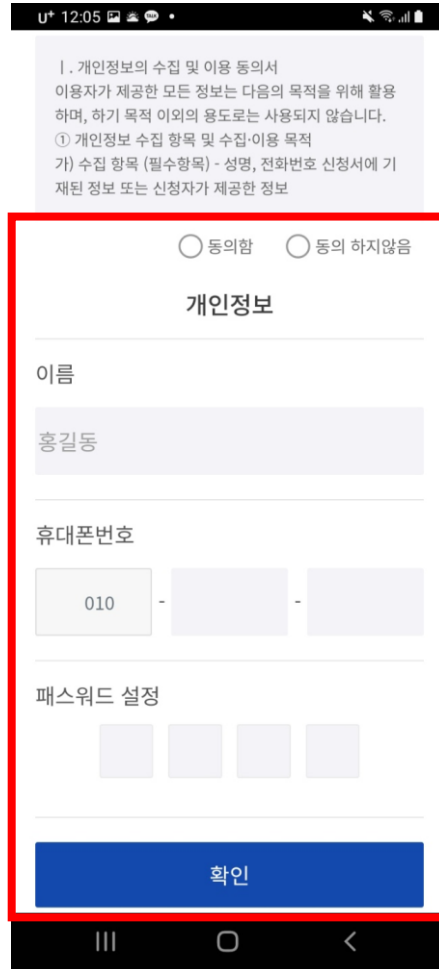 U+ 12:05
ㅣ. 개인정보의 수집 및 이용 동의서
이용자가 제공한 모든 정보는 다음의 목적을 위해 활용
하며, 하기 목적 이외의 용도로는 사용되지 않습니다.
① 개인정보 수집 항목 및 수집·이용 목적
가) 수집 항목 (필수항목) - 성명, 전화번호 신청서에 기
재된 정보 또는 신청자가 제공한 정보
동의함 동의 하지않음
개인정보
이름
홍길동
휴대폰번호
010 - -
패스워드 설정
확인